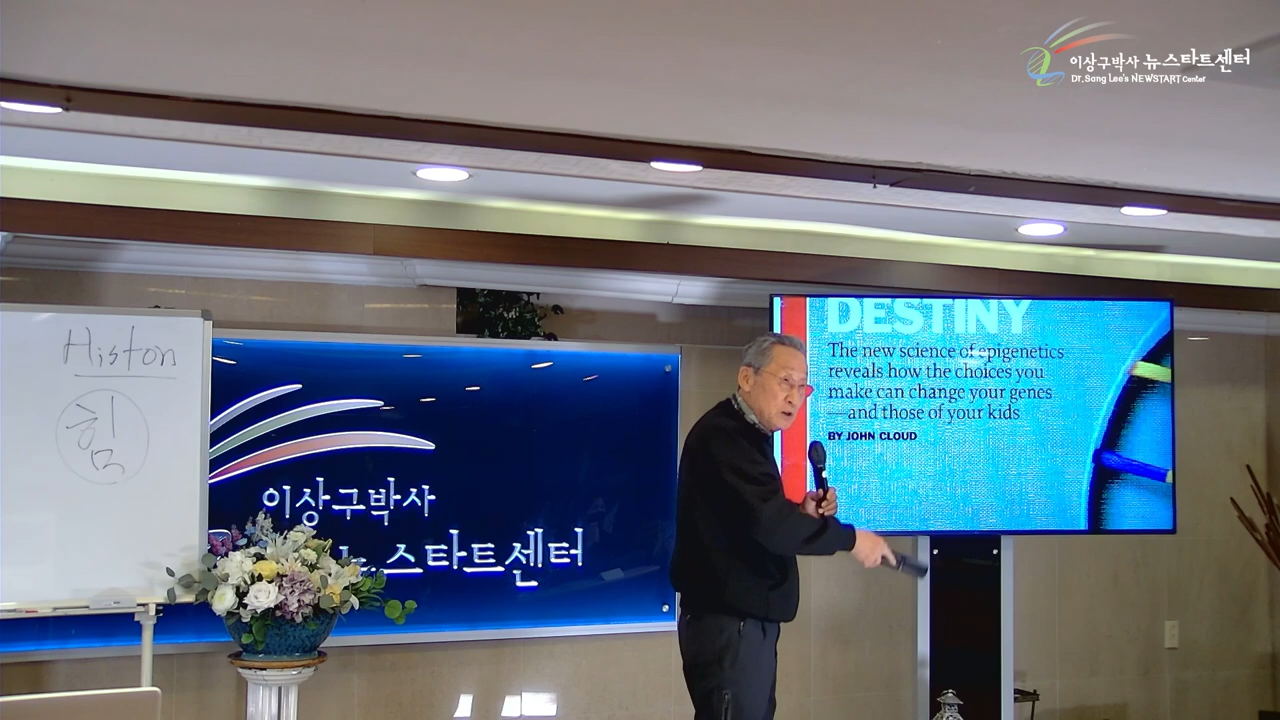 이상구박사 뉴스타트센터
Dr. Sang Lee's NEWSTART Center
Histon
힘
이상구박사
스타트센터
DESTINY
The new science of epigenetics
reveals how the choices you
make can change your genes
—and those of your kids
BY JOHN CLOUD